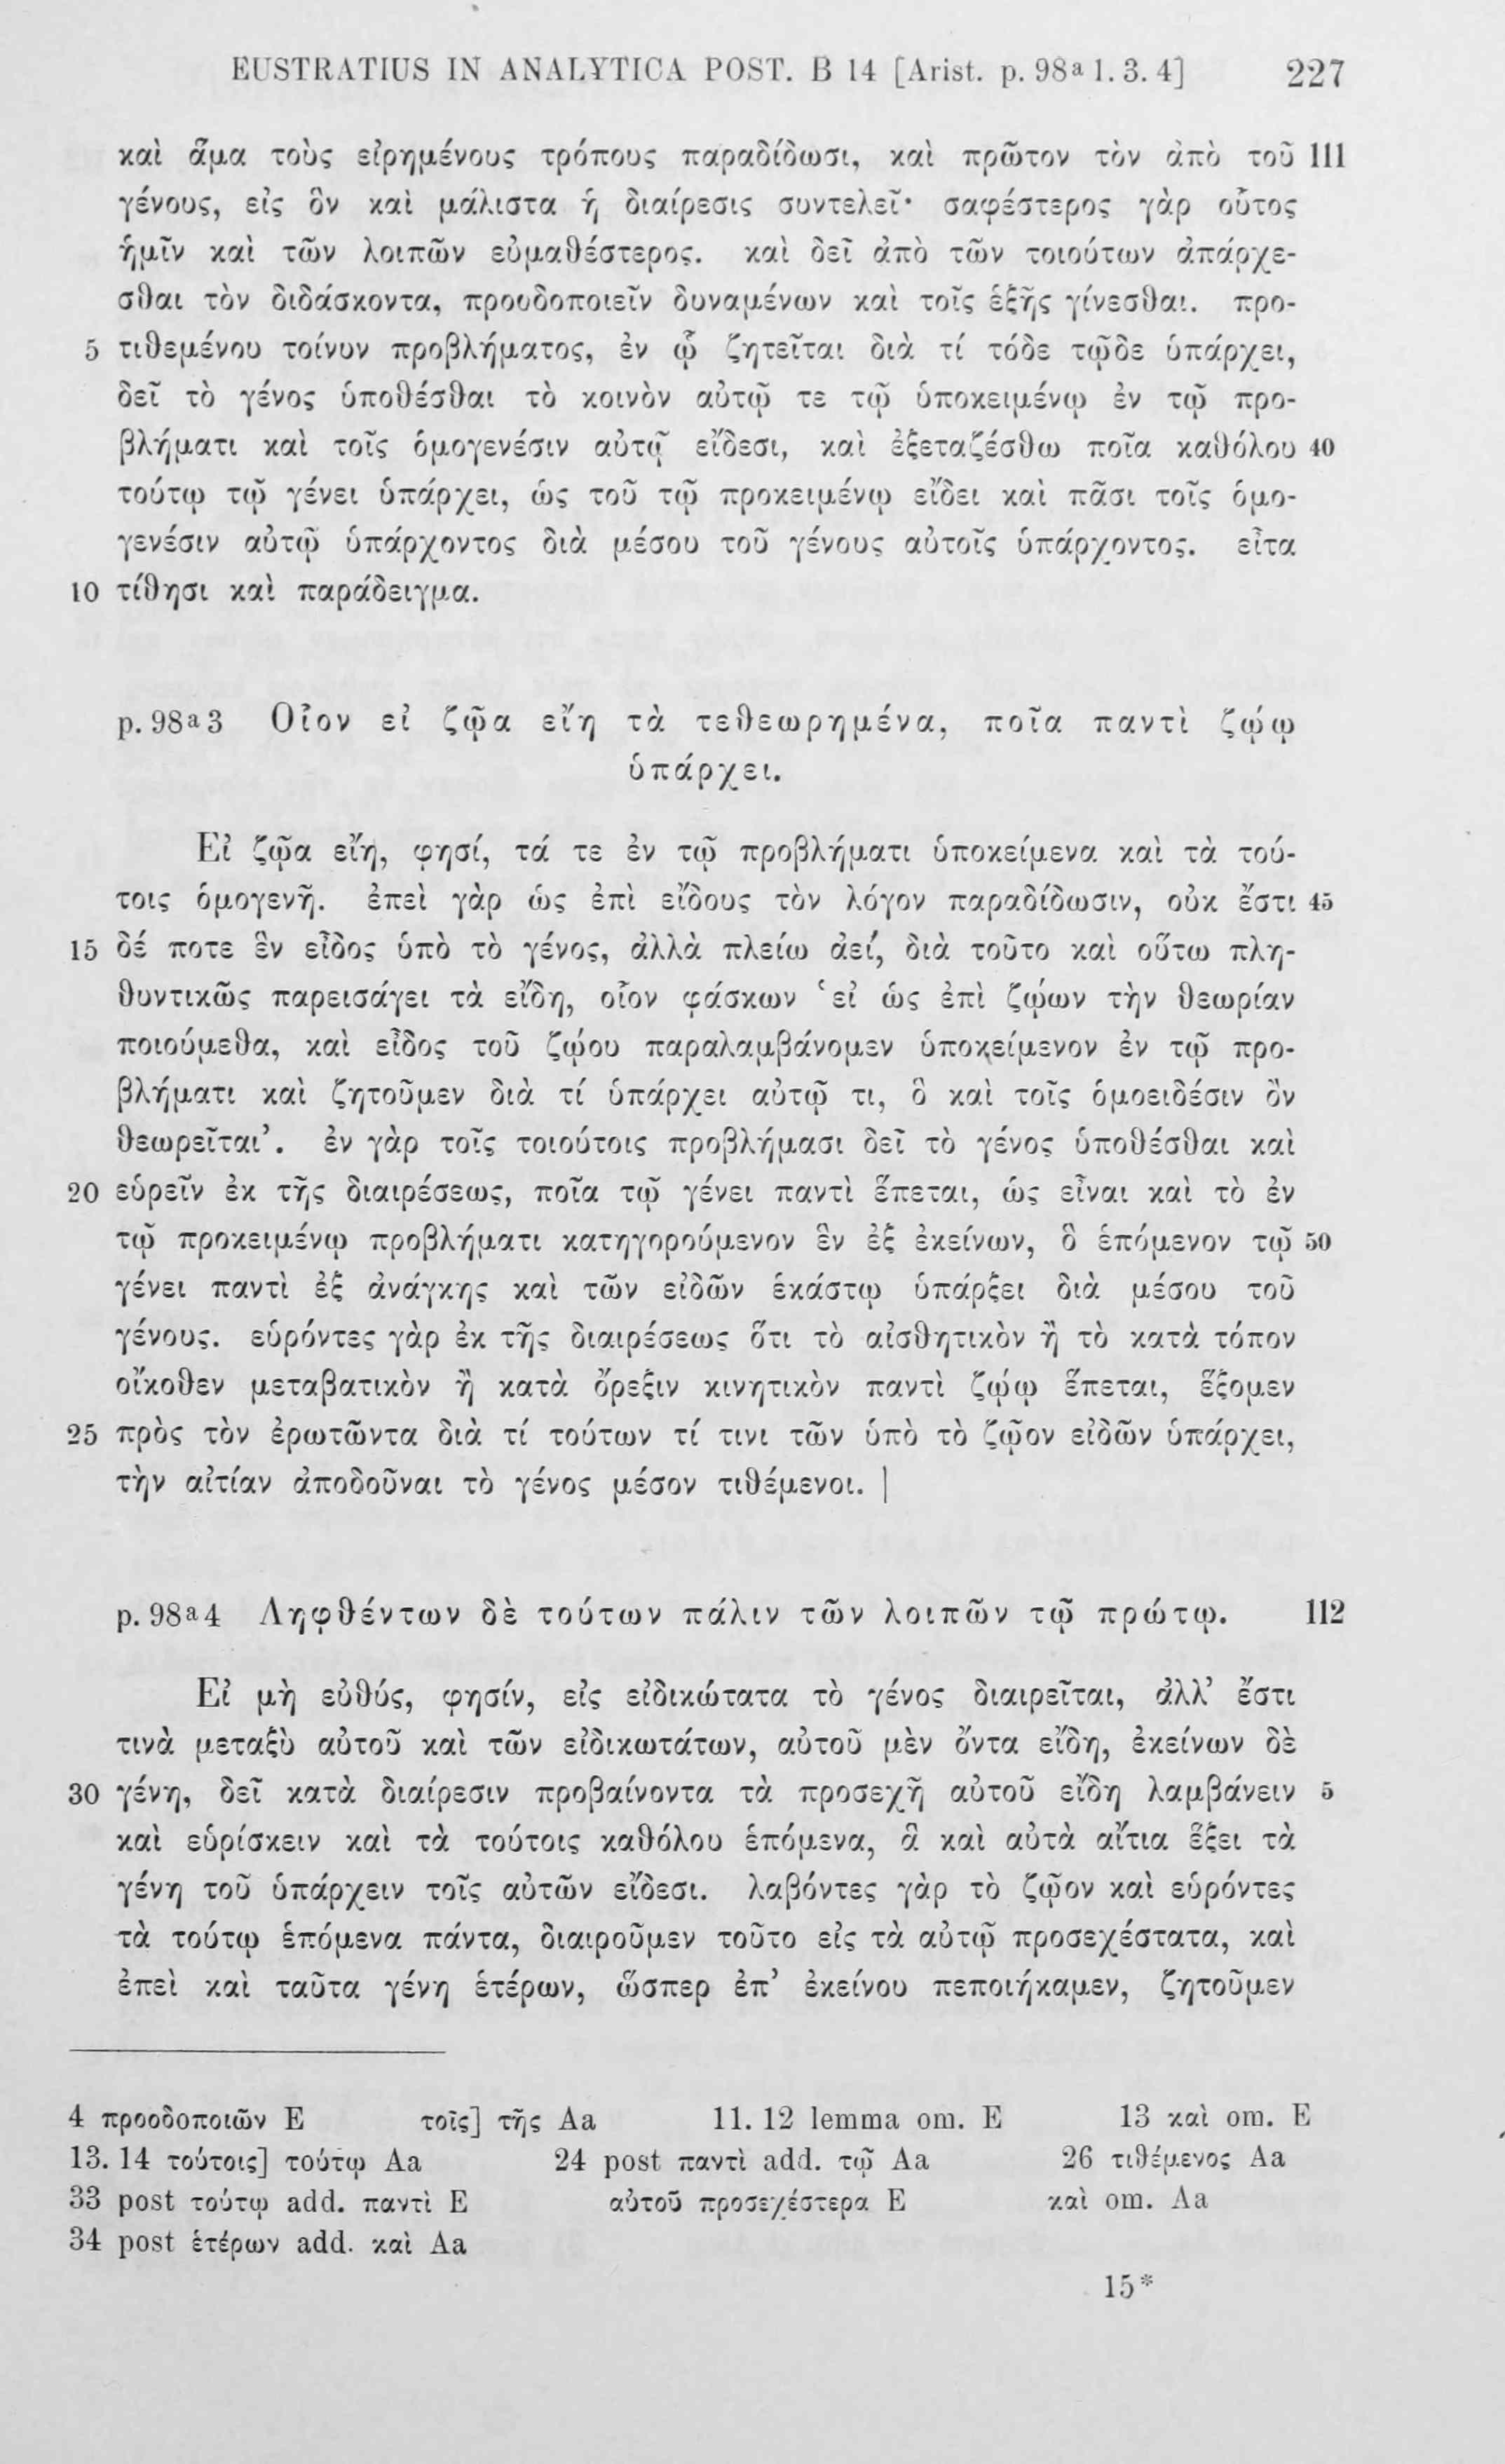 EUSTRATIUS IN ANALYTICA POST. B 14 [Arist. p. 98a 1. 3. 4] 227
καὶ ἅμα τοὺς εἰρημένους τρόπους παραδίδωσι, καὶ πρῶτον τὸν ἀπὸ τοῦ 111
γένους, εἰς ὃν καὶ μάλιστα ἡ διαίρεσις συντελεῖ· σαφέστερος γὰρ οὗτος
ἡμῖν καὶ τῶν λοιπῶν εὐμαθέστερος. καὶ δεῖ ἀπὸ τῶν τοιούτων ἀπάρχε-
σθαι τὸν διδάσκοντα, προυδοποιεῖν δυναμένων καὶ τοῖς ἑξῆς γίνεσθαι. προ-
5 τιθεμένου τοίνυν προβλήματος, ἐν ᾧ ζητεῖται διὰ τί τόδε τῷδε ὑπάρχει,
δεῖ τὸ γένος ὑποθέσθαι τὸ κοινὸν αὐτῷ τε τῷ ὑποκειμένῳ ἐν τῷ προ-
βλήματι καὶ τοῖς ὁμογενέσιν αὐτῷ εἴδεσι, καὶ ἐξεταζέσθω ποῖα καθόλου 40
τούτῳ τῷ γένει ὑπάρχει, ὡς τοῦ τῷ προκειμένῳ εἴδει καὶ πᾶσι τοῖς ὁμο-
γενέσιν αὐτῷ ὑπάρχοντος διὰ μέσου τοῦ γένους αὐτοῖς ὑπάρχοντος. εἶτα
10 τίθησι καὶ παράδειγμα.
p. 98a3 Οἷον εἰ ζῷα εἴη τὰ τεθεωρημένα, ποῖα παντὶ ζῴῳ
ὑπάρχει.
Εἰ ζῷα εἴη, φησί, τά τε ἐν τῷ προβλήματι ὑποκείμενα καὶ τὰ τού-
τοις ὁμογενῆ. ἐπεὶ γὰρ ὡς ἐπὶ εἴδους τὸν λόγον παραδίδωσιν, οὐκ ἔστι 45
15 δέ ποτε ἓν εἶδος ὑπὸ τὸ γένος, ἀλλὰ πλείω ἀεί, διὰ τοῦτο καὶ οὕτω πλη-
θυντικῶς παρεισάγει τὰ εἴδη, οἷον φάσκων ‘εἰ ὡς ἐπὶ ζῴων τὴν θεωρίαν
ποιούμεθα, καὶ εἶδος τοῦ ζῴου παραλαμβάνομεν ὑποκείμενον ἐν τῷ προ-
βλήματι καὶ ζητοῦμεν διὰ τί ὑπάρχει αὐτῷ τι, ὃ καὶ τοῖς ὁμοειδέσιν ὂν
θεωρεῖται’. ἐν γὰρ τοῖς τοιούτοις προβλήμασι δεῖ τὸ γένος ὑποθέσθαι καὶ
20 εὑρεῖν ἐκ τῆς διαιρέσεως, ποῖα τῷ γένει παντὶ ἕπεται, ὡς εἶναι καὶ τὸ ἐν
τῷ προκειμένῳ προβλήματι κατηγορούμενον ἓν ἐξ ἐκείνων, ὃ ἑπόμενον τῷ 50
γένει παντὶ ἐξ ἀνάγκης καὶ τῶν εἰδῶν ἑκάστῳ ὑπάρξει διὰ μέσου τοῦ
γένους. εὑρόντες γὰρ ἐκ τῆς διαιρέσεως ὅτι τὸ αἰσθητικὸν ἢ τὸ κατὰ τόπον
οἴκοθεν μεταβατικὸν ἢ κατὰ ὄρεξιν κινητικὸν παντὶ ζῴῳ ἕπεται, ἕξομεν
25 πρὸς τὸν ἐρωτῶντα διὰ τί τούτων τί τινι τῶν ὑπὸ τὸ ζῷον εἰδῶν ὑπάρχει,
τὴν αἰτίαν ἀποδοῦναι τὸ γένος μέσον τιθέμενοι. |
p. 98a4 Ληφθέντων δὲ τούτων πάλιν τῶν λοιπῶν τῷ πρώτῳ. 112
Εἰ μὴ εὐθύς, φησίν, εἰς εἰδικώτατα τὸ γένος διαιρεῖται, ἀλλ’ ἔστι
τινὰ μεταξὺ αὐτοῦ καὶ τῶν εἰδικωτάτων, αὐτοῦ μὲν ὄντα εἴδη, ἐκείνων δὲ
30 γένη, δεῖ κατὰ διαίρεσιν προβαίνοντα τὰ προσεχῆ αὐτοῦ εἴδη λαμβάνειν 5
καὶ εὑρίσκειν καὶ τὰ τούτοις καθόλου ἑπόμενα, ἃ καὶ αὐτὰ αἴτια ἕξει τὰ
γένη τοῦ ὑπάρχειν τοῖς αὐτῶν εἴδεσι. λαβόντες γὰρ τὸ ζῷον καὶ εὑρόντες
τὰ τούτῳ ἑπόμενα πάντα, διαιροῦμεν τοῦτο εἰς τὰ αὐτῷ προσεχέστατα, καὶ
ἐπεὶ καὶ ταῦτα γένη ἑτέρων, ὥσπερ ἐπ’ ἐκείνου πεποιήκαμεν, ζητοῦμεν
4 προοδοποιῶν E τοῖς] τῆς Aa 11. 12 lemma om. E 13 καὶ om. E
13. 14 τούτοις] τούτῳ Aa 24 post παντὶ add. τῷ Aa 26 τιθέμενος Aa
33 post τούτῳ add. παντὶ E αὐτοῦ προσεχέστερα E καὶ om. Aa
34 post ἑτέρων add. καὶ Aa
15*